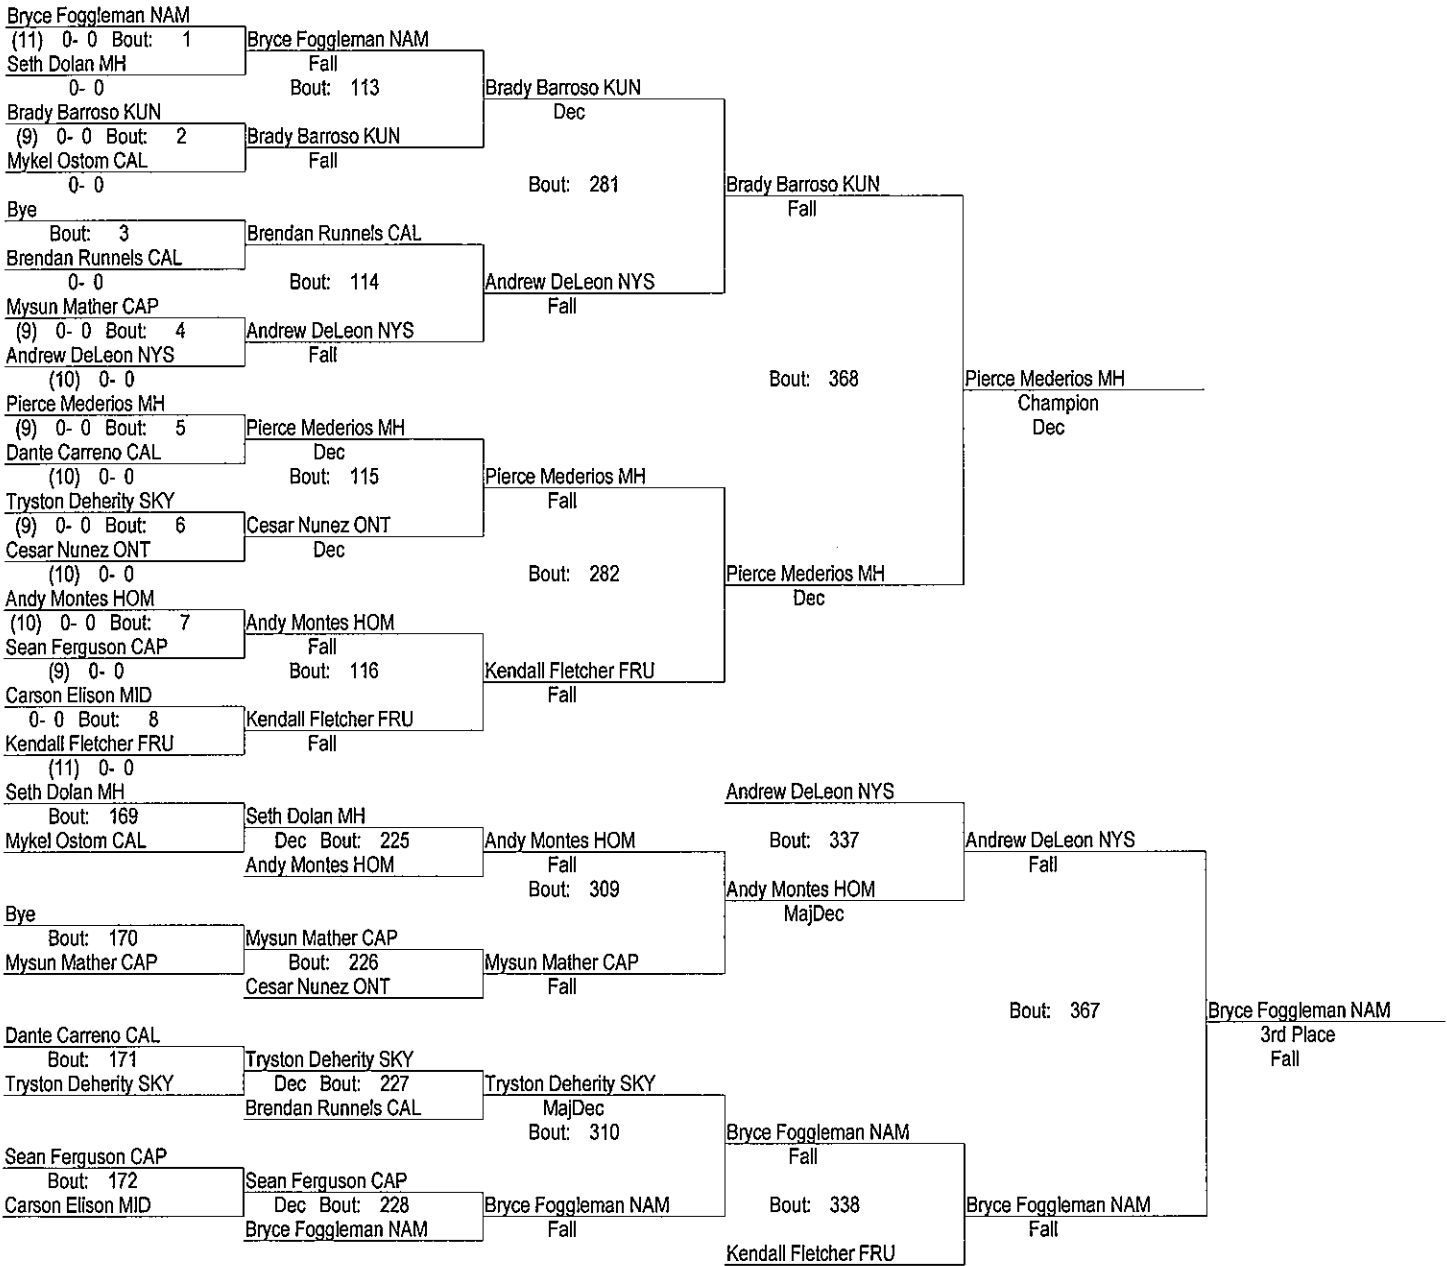 Bryce Foggleman NAM
(11) 0- 0 Bout: 1
Seth Dolan MH
0- 0
Brady Barroso KUN
(9) 0- 0 Bout: 2
Mykel Ostom CAL
0- 0
Bye
Bout: 3
Brendan Runnels CAL
0- 0
Mysun Mather CAP
(9) 0- 0 Bout: 4
Andrew DeLeon NYS
(10) 0- 0
Pierce Mederios MH
(9) 0- 0 Bout: 5
Dante Carreno CAL
(10) 0- 0
Tryston Deherity SKY
(9) 0- 0 Bout: 6
Cesar Nunez ONT
(10) 0- 0
Andy Montes HOM
(10) 0- 0 Bout: 7
Sean Ferguson CAP
(9) 0- 0
Carson Elison MID
0- 0 Bout: 8
Kendall Fletcher FRU
(11) 0- 0
Bryce Foggleman NAM
Fall
Bout: 113
Brady Barroso KUN
Fall
Brendan Runnels CAL
Bout: 114
Andrew DeLeon NYS
Fall
Pierce Mederios MH
Dec
Bout: 115
Cesar Nunez ONT
Dec
Andy Montes HOM
Fall
Bout: 116
Kendall Fletcher FRU
Fall
Brady Barroso KUN
Dec
Bout: 281
Andrew DeLeon NYS
Fall
Pierce Mederios MH
Fall
Bout: 282
Kendall Fletcher FRU
Fall
Brady Barroso KUN
Fall
Bout: 368
Pierce Mederios MH
Dec
Pierce Mederios MH
Champion
Dec
Seth Dolan MH
Bout: 169
Mykel Ostom CAL
Bye
Bout: 170
Mysun Mather CAP
Dante Carreno CAL
Bout: 171
Tryston Deherity SKY
Sean Ferguson CAP
Bout: 172
Carson Elison MID
Seth Dolan MH
Dec Bout: 225
Andy Montes HOM
Mysun Mather CAP
Bout: 226
Cesar Nunez ONT
Tryston Deherity SKY
Dec Bout: 227
Brendan Runnels CAL
Sean Ferguson CAP
Dec Bout: 228
Bryce Foggleman NAM
Andy Montes HOM
Fall
Bout: 309
Mysun Mather CAP
Fall
Tryston Deherity SKY
MajDec
Bout: 310
Bryce Foggleman NAM
Fall
Andrew DeLeon NYS
Bout: 337
Andy Montes HOM
MajDec
Bryce Foggleman NAM
Fall
Bout: 338
Kendall Fletcher FRU
Andrew DeLeon NYS
Fall
Bout: 367
Bryce Foggleman NAM
Fall
Bryce Foggleman NAM
3rd Place
Fall